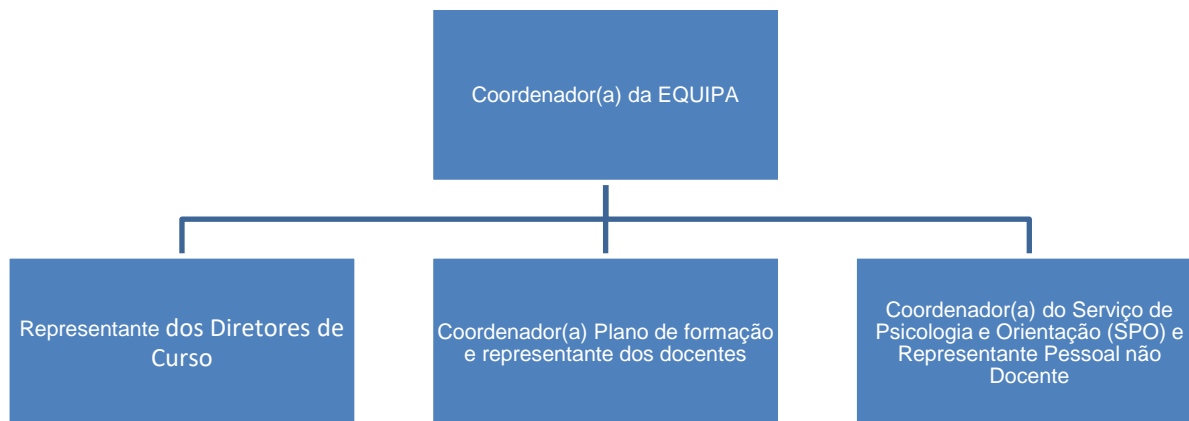 Coordenador(a) da EQUIPA
Representante dos Diretores de
Curso
Coordenador(a) Plano de formação
e representante dos docentes
Coordenador(a) do Serviço de
Psicologia e Orientação (SPO) e
Representante Pessoal não
Docente